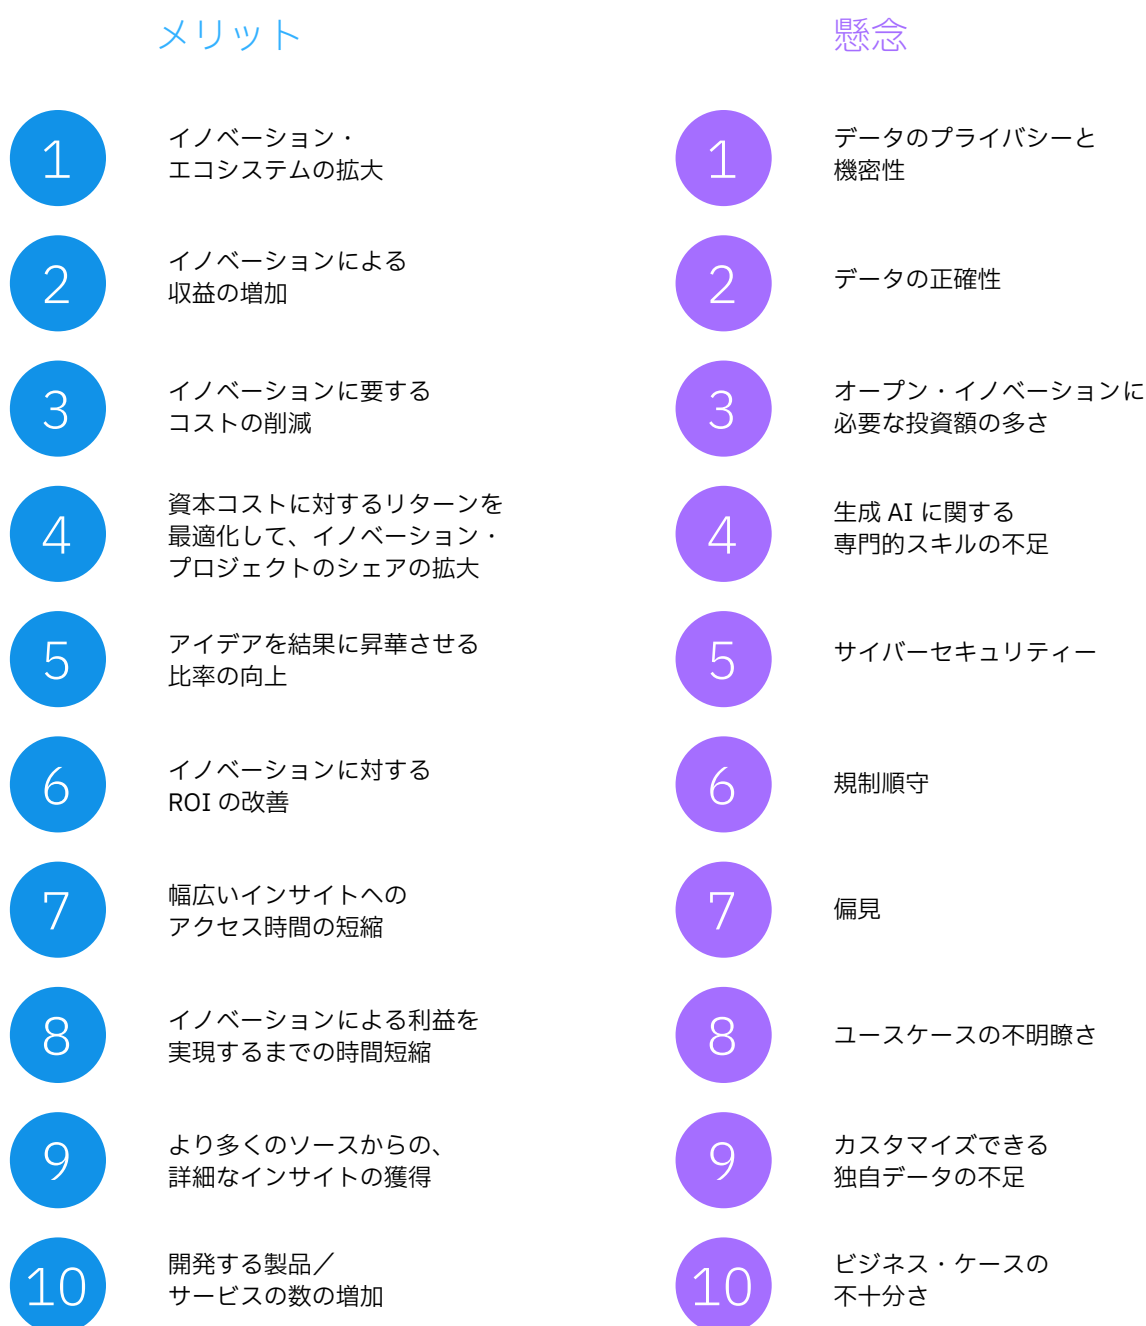 メリット
1
イノベーション・
エコシステムの拡大
2
イノベーションによる
収益の増加
3
イノベーションに要する
コストの削減
4
資本コストに対するリターンを
最適化して、イノベーション・
プロジェクトのシェアの拡大
5
アイデアを結果に昇華させる
比率の向上
6
イノベーションに対する
ROI の改善
7
幅広いインサイトへの
アクセス時間の短縮
8
イノベーションによる利益を
実現するまでの時間短縮
9
より多くのソースからの、
詳細なインサイトの獲得
10
開発する製品／
サービスの数の増加
懸念
1
データのプライバシーと
機密性
2
データの正確性
3
オープン・イノベーションに
必要な投資額の多さ
4
生成 AI に関する
専門的スキルの不足
5
サイバーセキュリティー
6
規制順守
7
偏見
8
ユースケースの不明瞭さ
9
カスタマイズできる
独自データの不足
10
ビジネス・ケースの
不十分さ